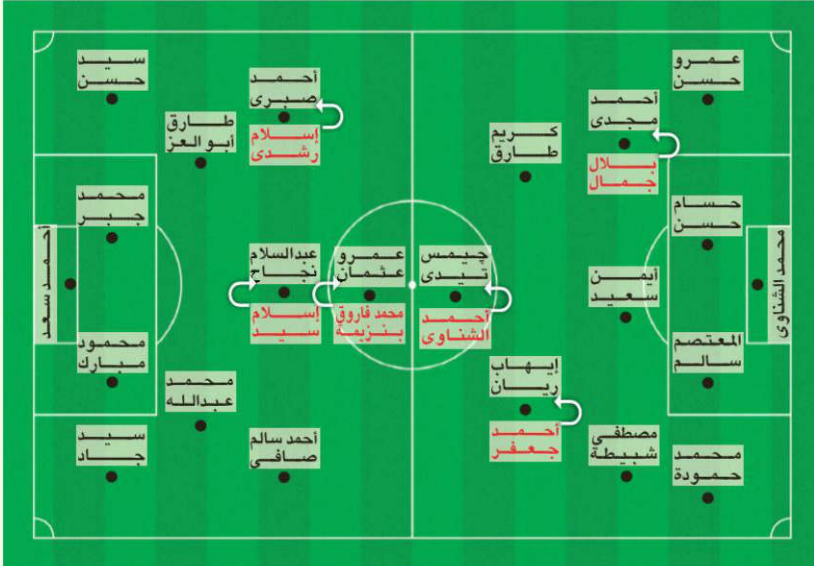 عمرو
حسن
أحمد
مجدى
بلال
جمال
كريم
طارق
حسام
حسن
محمد الشناوى
أيمن
سعيد
المعتصم
سالم
جيمس
تيدى
أحمد
الشناوى
إيهاب
ريان
أحمد
جعفر
مصطفى
شبيطة
محمد
حمودة
سيد
حسن
أحمد
صبرى
إسلام
رشدى
طارق
أبو العز
محمد
جبر
أحمد سعد
عبدالسلام
نجاح
إسلام
سيد
عمرو
عثمان
محمد فاروق
بنزيمة
محمود
مبارك
محمد
عبدالله
سيد
جاد
أحمد سالم
صافى